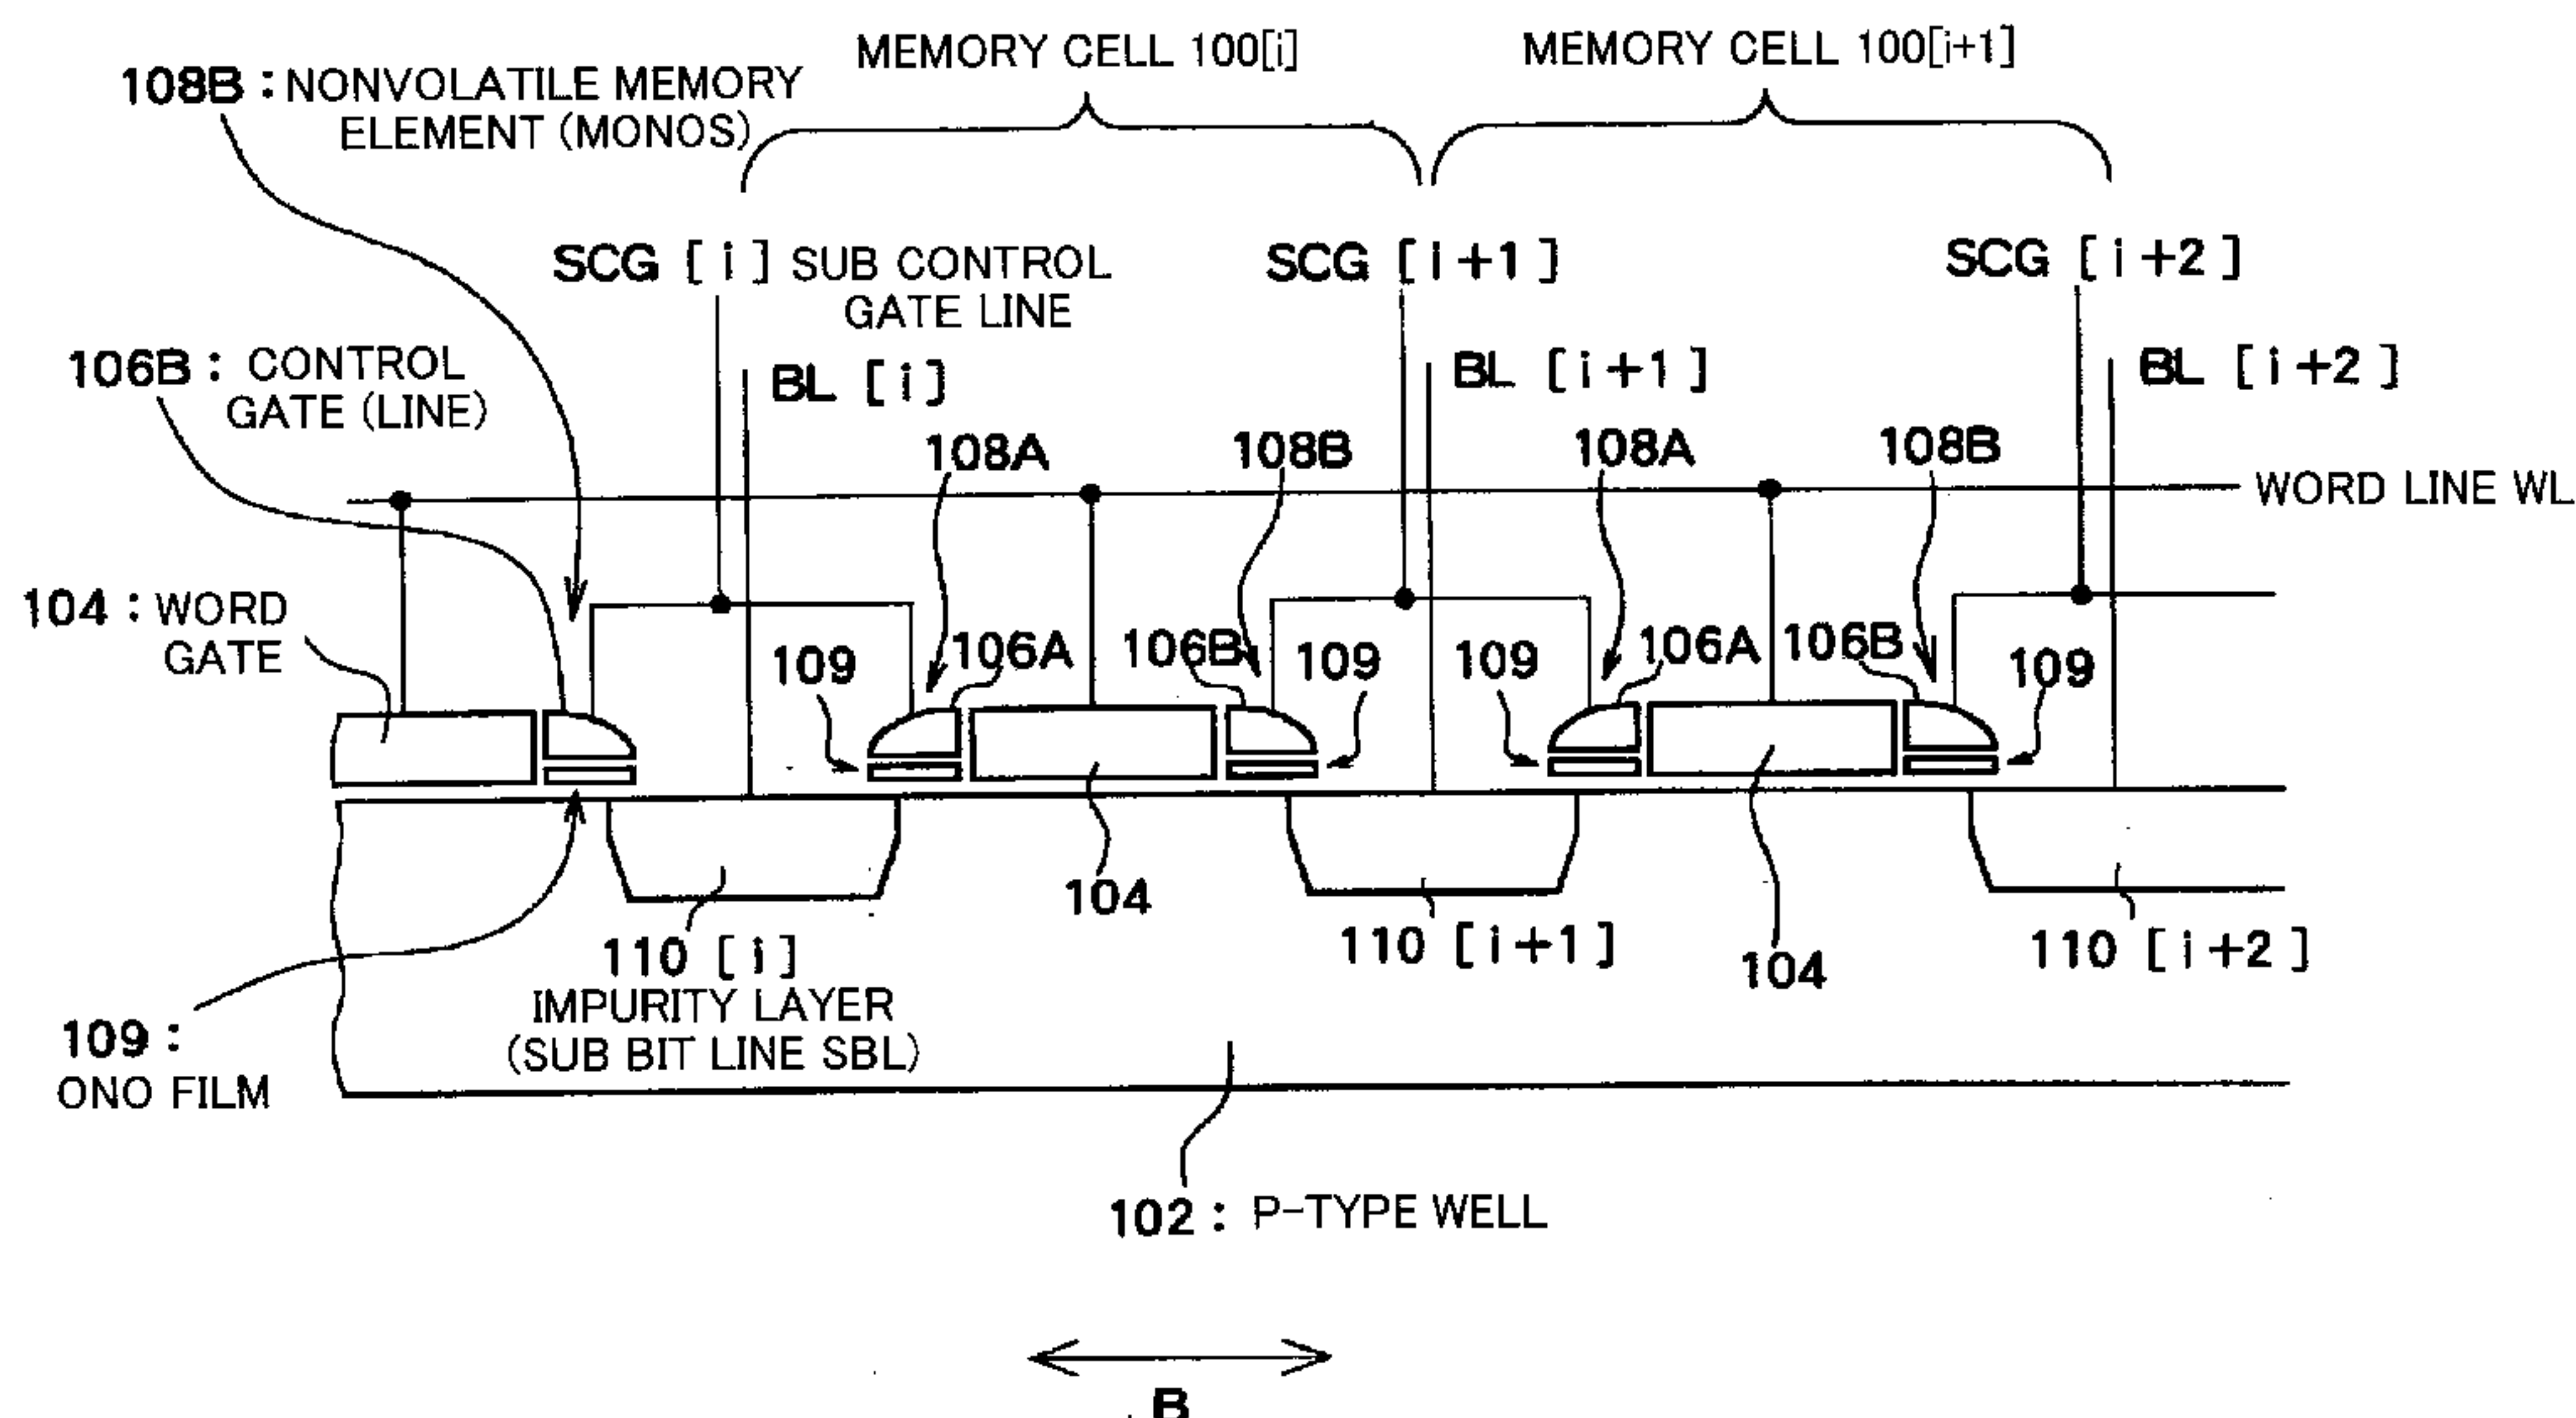 MEMORY CELL 100[i]
MEMORY CELL 100[i+1]
108B : NONVOLATILE MEMORY
ELEMENT (MONOS)
SCG [ i ] SUB CONTROL
GATE LINE
SCG [ i +1 ]
SCG [ i +2 ]
106B : CONTROL
GATE (LINE)
BL [ i ]
BL [ i +1 ]
BL [ i +2 ]
108A
108B
108A
108B
WORD LINE WL
104 : WORD
GATE
109
106A
106B
109
109
106A
106B
109
104
110 [ i ]
IMPURITY LAYER
(SUB BIT LINE SBL)
110 [ i +1 ]
104
110 [ i +2 ]
109 :
ONO FILM
102 : P-TYPE WELL
B